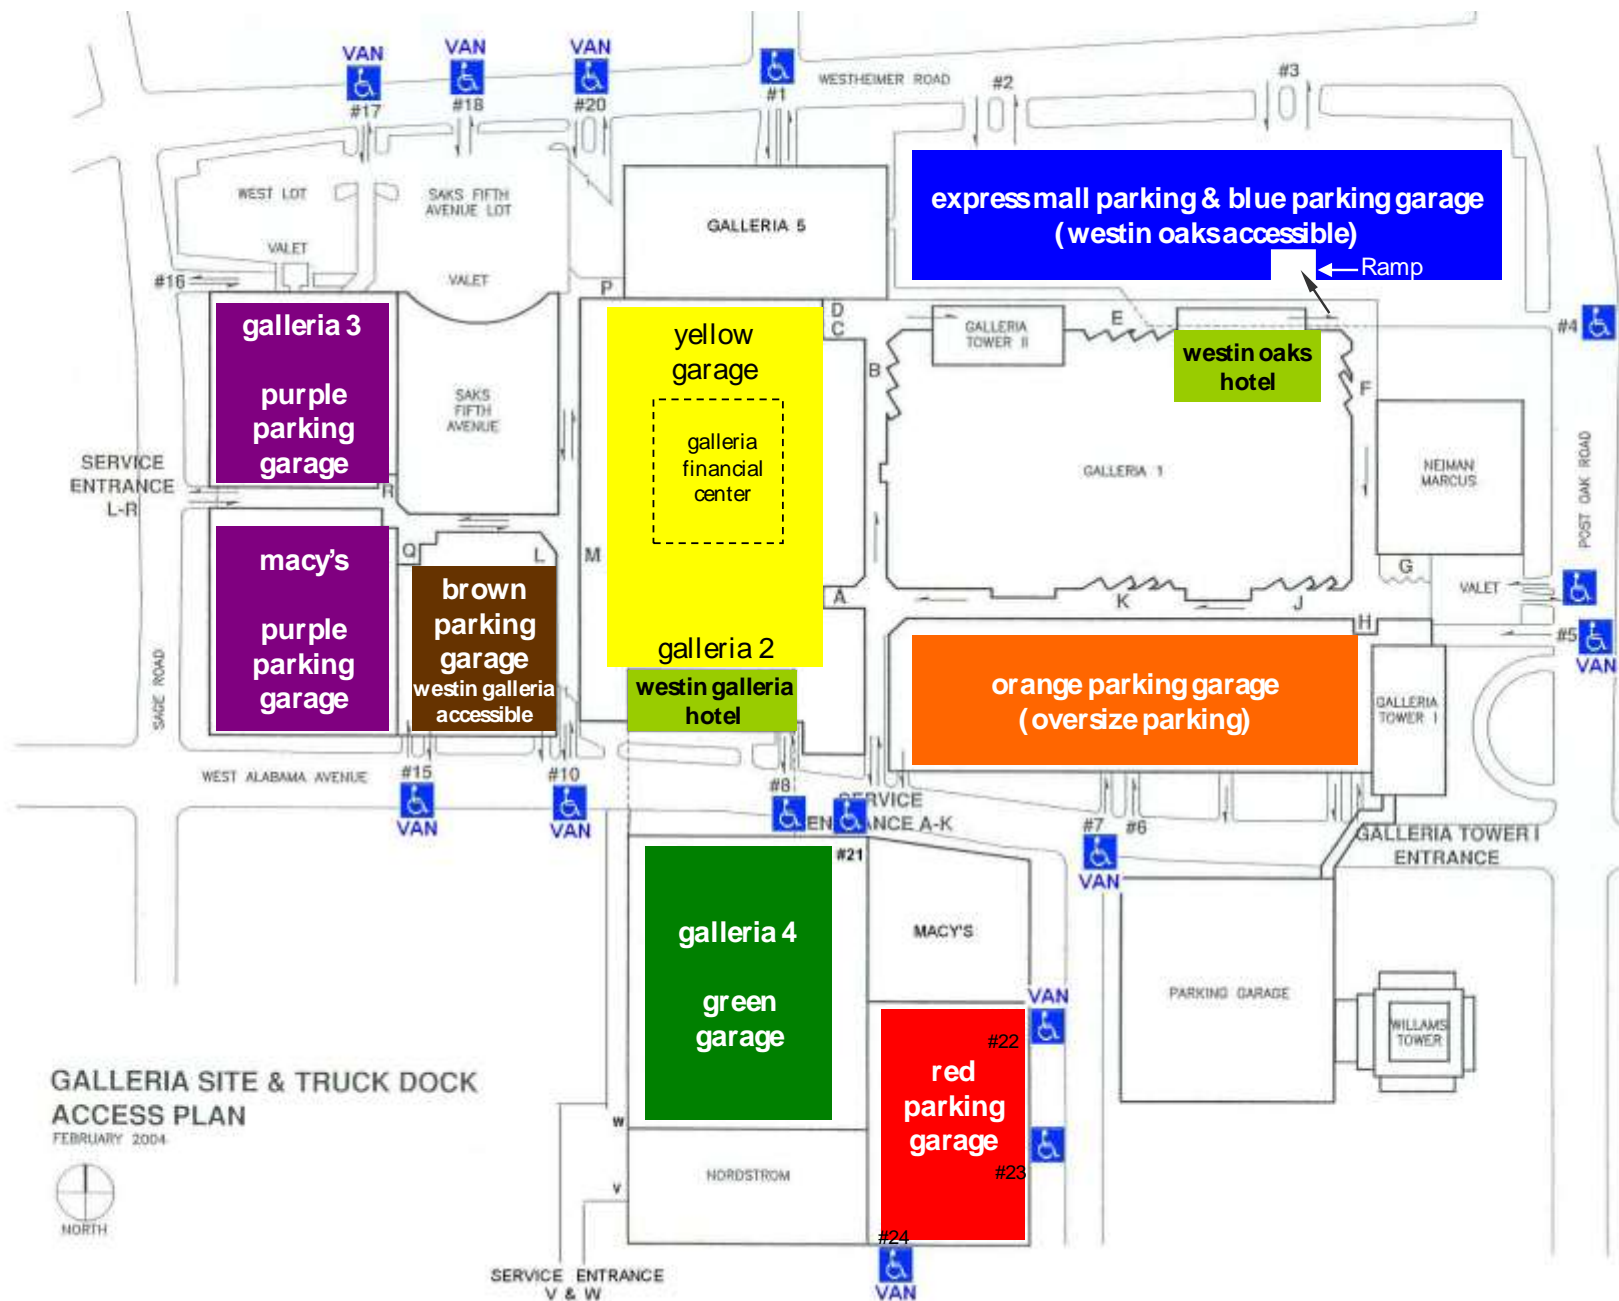 VAN
VAN
VAN
#17
#18
#20
#1
WESTHEIMER ROAD
#2
#3
WEST LOT
SAKS FIFTH
AVENUE LOT
VALET
VALET
#16
GALLERIA 5
express mall parking & blue parking garage
(westin oaks accessible)
Ramp
#4
P
D
C
B
E
F
GALLERIA
TOWER II
westin oaks
hotel
galleria 3
purple
parking
garage
SAKS
FIFTH
AVENUE
yellow
garage
galleria
financial
center
GALLERIA 1
NEIMAN
MARCUS
POST OAK ROAD
SERVICE
ENTRANCE
L-R
R
Q
L
M
A
K
J
G
H
VALET
#5
VAN
macy's
purple
parking
garage
brown
parking
garage
westin galleria
accessible
galleria 2
westin galleria
hotel
orange parking garage
(oversize parking)
GALLERIA
TOWER I
SAGE ROAD
WEST ALABAMA AVENUE
#15
VAN
#10
VAN
#8
SERVICE
ENTRANCE A-K
#7
#6
VAN
GALLERIA TOWER I
ENTRANCE
#21
galleria 4
green
garage
MACY'S
VAN
#22
red
parking
garage
#23
#24
VAN
PARKING GARAGE
WILLAMS
TOWER
W
V
NORDSTROM
SERVICE ENTRANCE
V & W
GALLERIA SITE & TRUCK DOCK
ACCESS PLAN
FEBRUARY 2004
NORTH